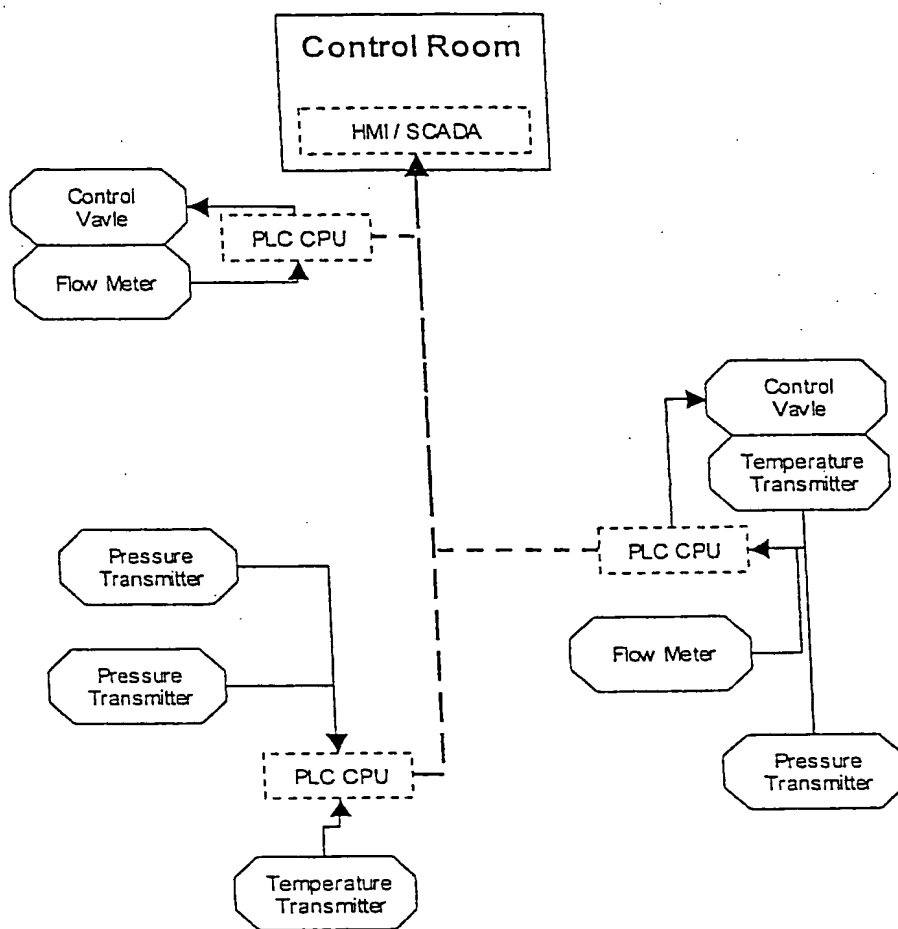 Control Room
HMI / SCADA
Control
Vavle
PLC CPU
Flow Meter
Control
Vavle
Temperature
Transmitter
Pressure
Transmitter
PLC CPU
Flow Meter
Pressure
Transmitter
Pressure
Transmitter
PLC CPU
Temperature
Transmitter